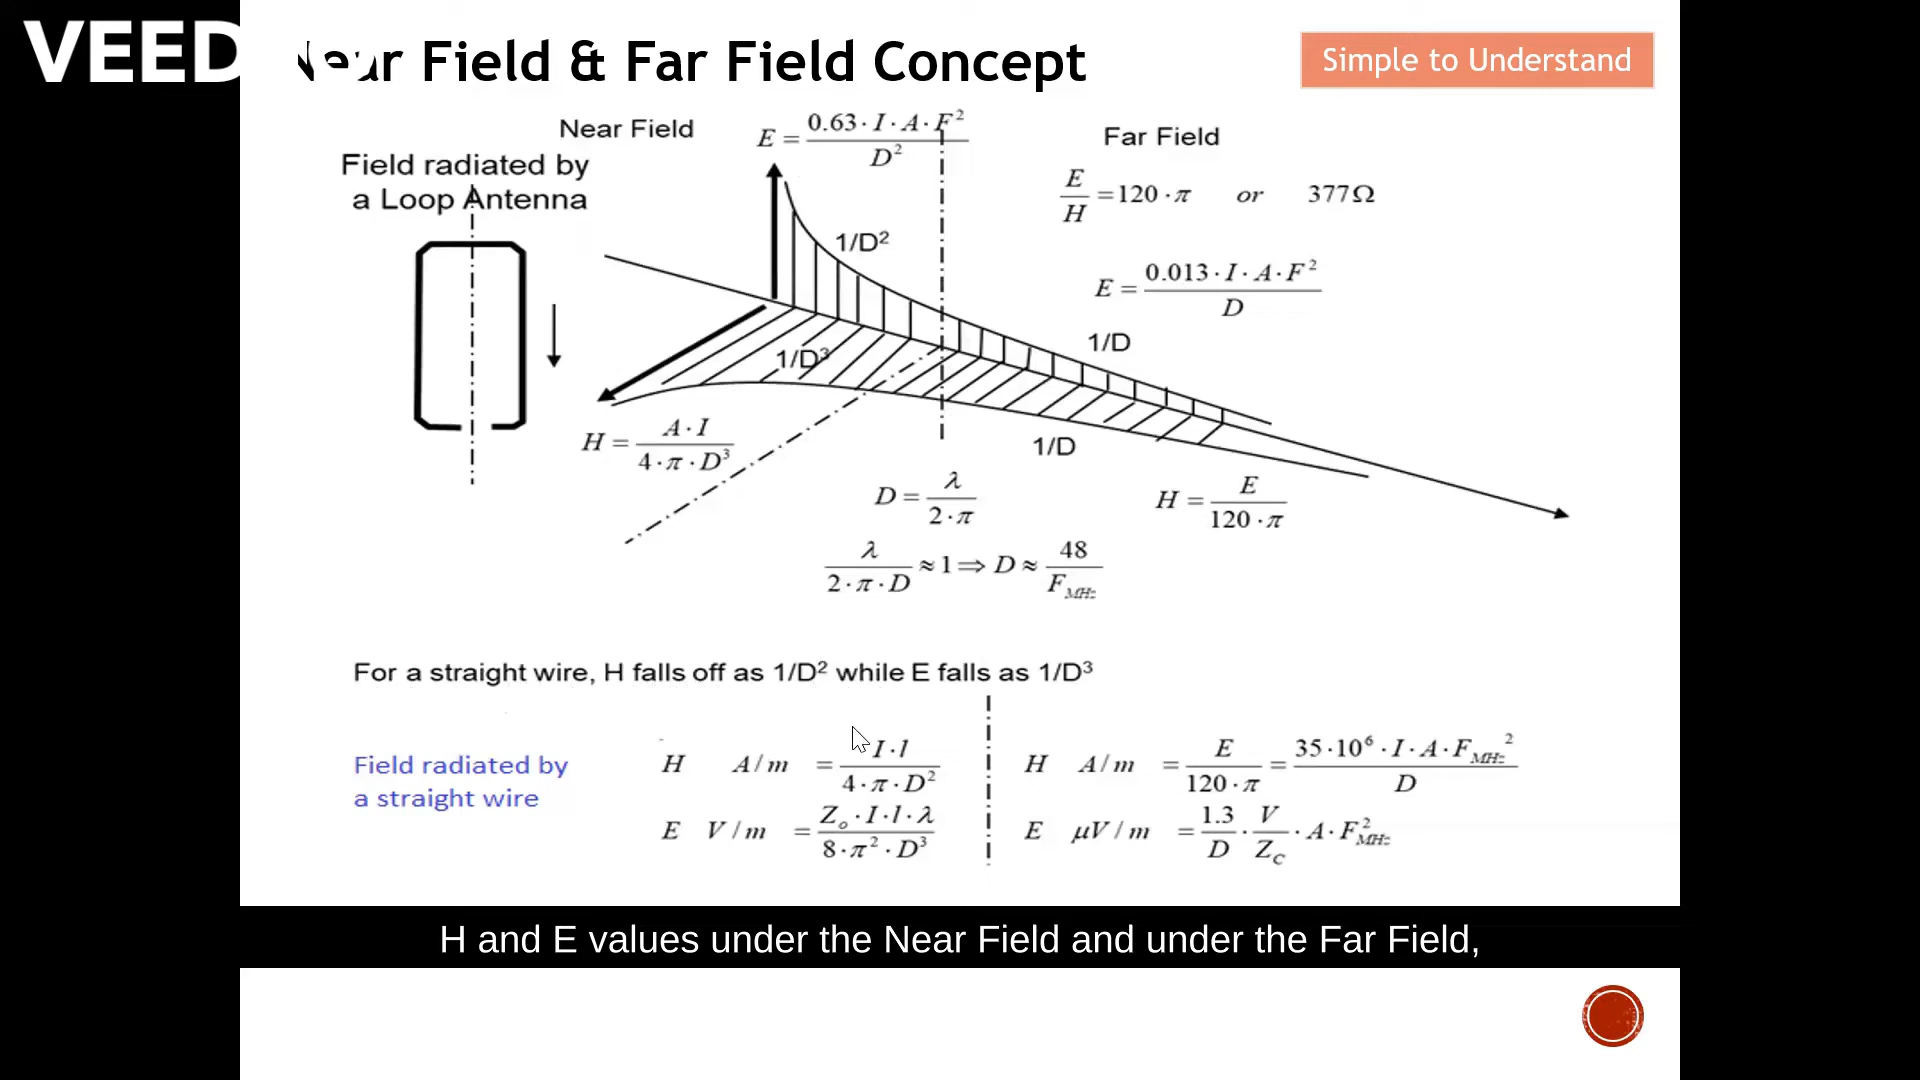 VEED
Near Field & Far Field Concept
Simple to Understand
Near Field
E = 0.63 · I · A · F² / D²
Far Field
Field radiated by
a Loop Antenna
E / H = 120 · π or 377Ω
1/D²
E = 0.013 · I · A · F² / D
1/D
1/D³
H = A · I / 4 · π · D³
1/D
D = λ / 2 · π
H = E / 120 · π
λ / 2 · π · D ≈ 1 ⇒ D ≈ 48 / F_MHz
For a straight wire, H falls off as 1/D² while E falls as 1/D³
Field radiated by
a straight wire
H A/m = I · l / 4 · π · D²
E V/m = Z₀ · I · l · λ / 8 · π² · D³
H A/m = E / 120 · π = 35 · 10⁶ · I · A · F_MHz² / D
E μV/m = 1.3 / D · V / Z_C · A · F²_MHz
H and E values under the Near Field and under the Far Field,